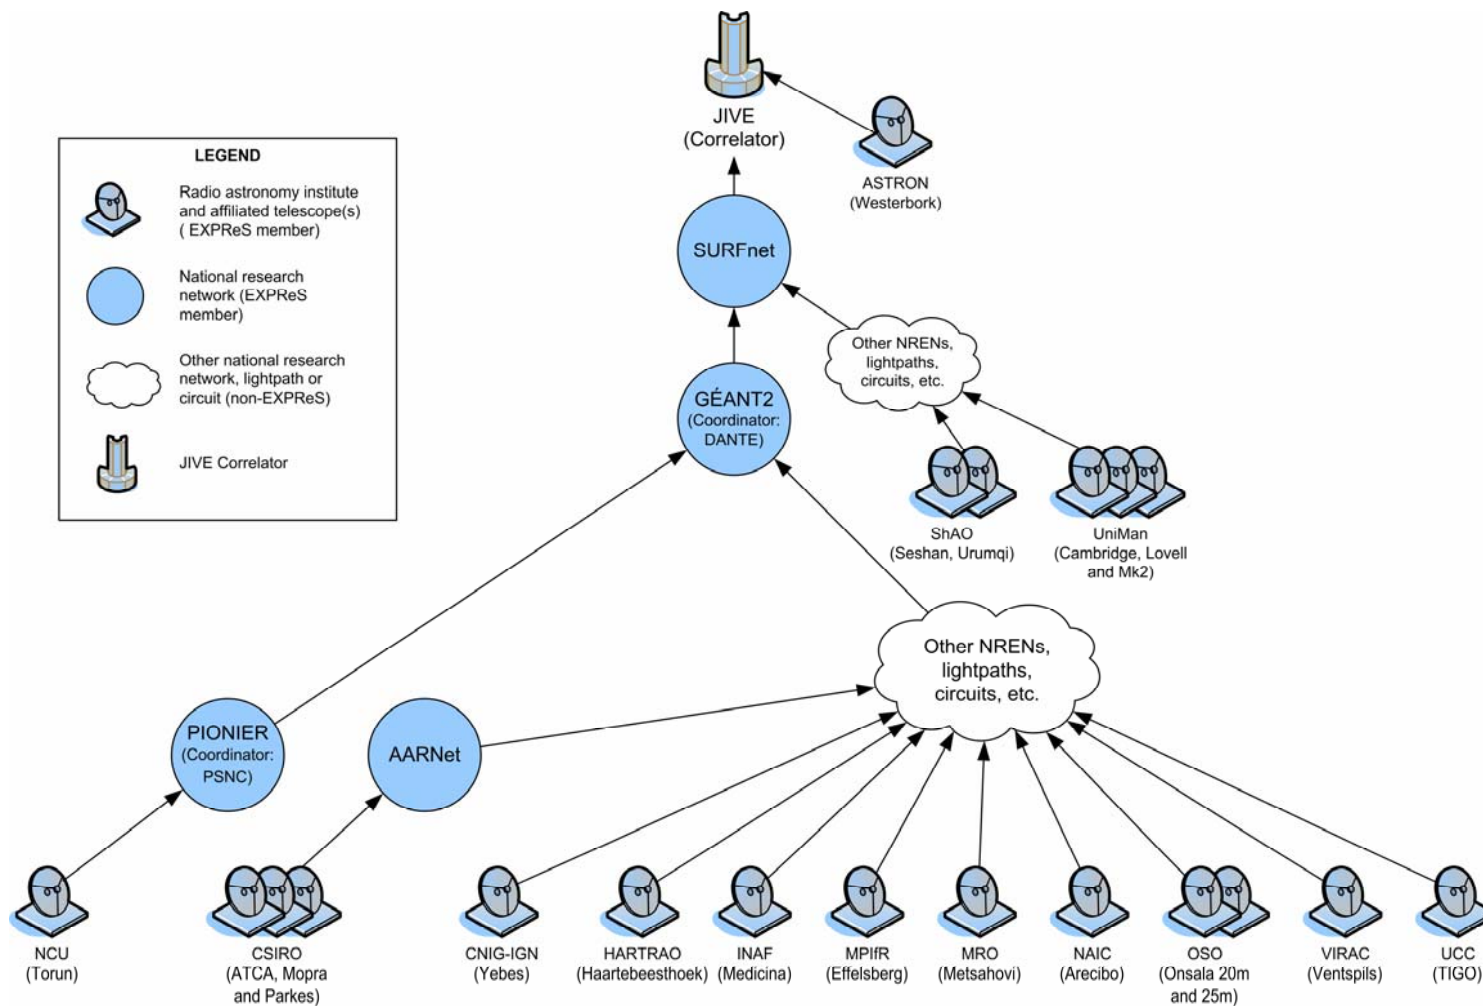 JIVE
(Correlator)
ASTRON
(Westerbork)
LEGEND
Radio astronomy institute
and affiliated telescope(s)
( EXPReS member)
National research
network (EXPReS
member)
Other national research
network, lightpath or
circuit (non-EXPReS)
JIVE Correlator
SURFnet
Other NRENs,
lightpaths,
circuits, etc.
GÉANT2
(Coordinator:
DANTE)
ShAO
(Seshan, Urumqi)
UniMan
(Cambridge, Lovell
and Mk2)
Other NRENs,
lightpaths,
circuits, etc.
PIONIER
(Coordinator:
PSNC)
AARNet
NCU
(Torun)
CSIRO
(ATCA, Mopra
and Parkes)
CNIG-IGN
(Yebes)
HARTRAO
(Haartebeesthoek)
INAF
(Medicina)
MPIfR
(Effelsberg)
MRO
(Metsahovi)
NAIC
(Arecibo)
OSO
(Onsala 20m
and 25m)
VIRAC
(Ventspils)
UCC
(TIGO)